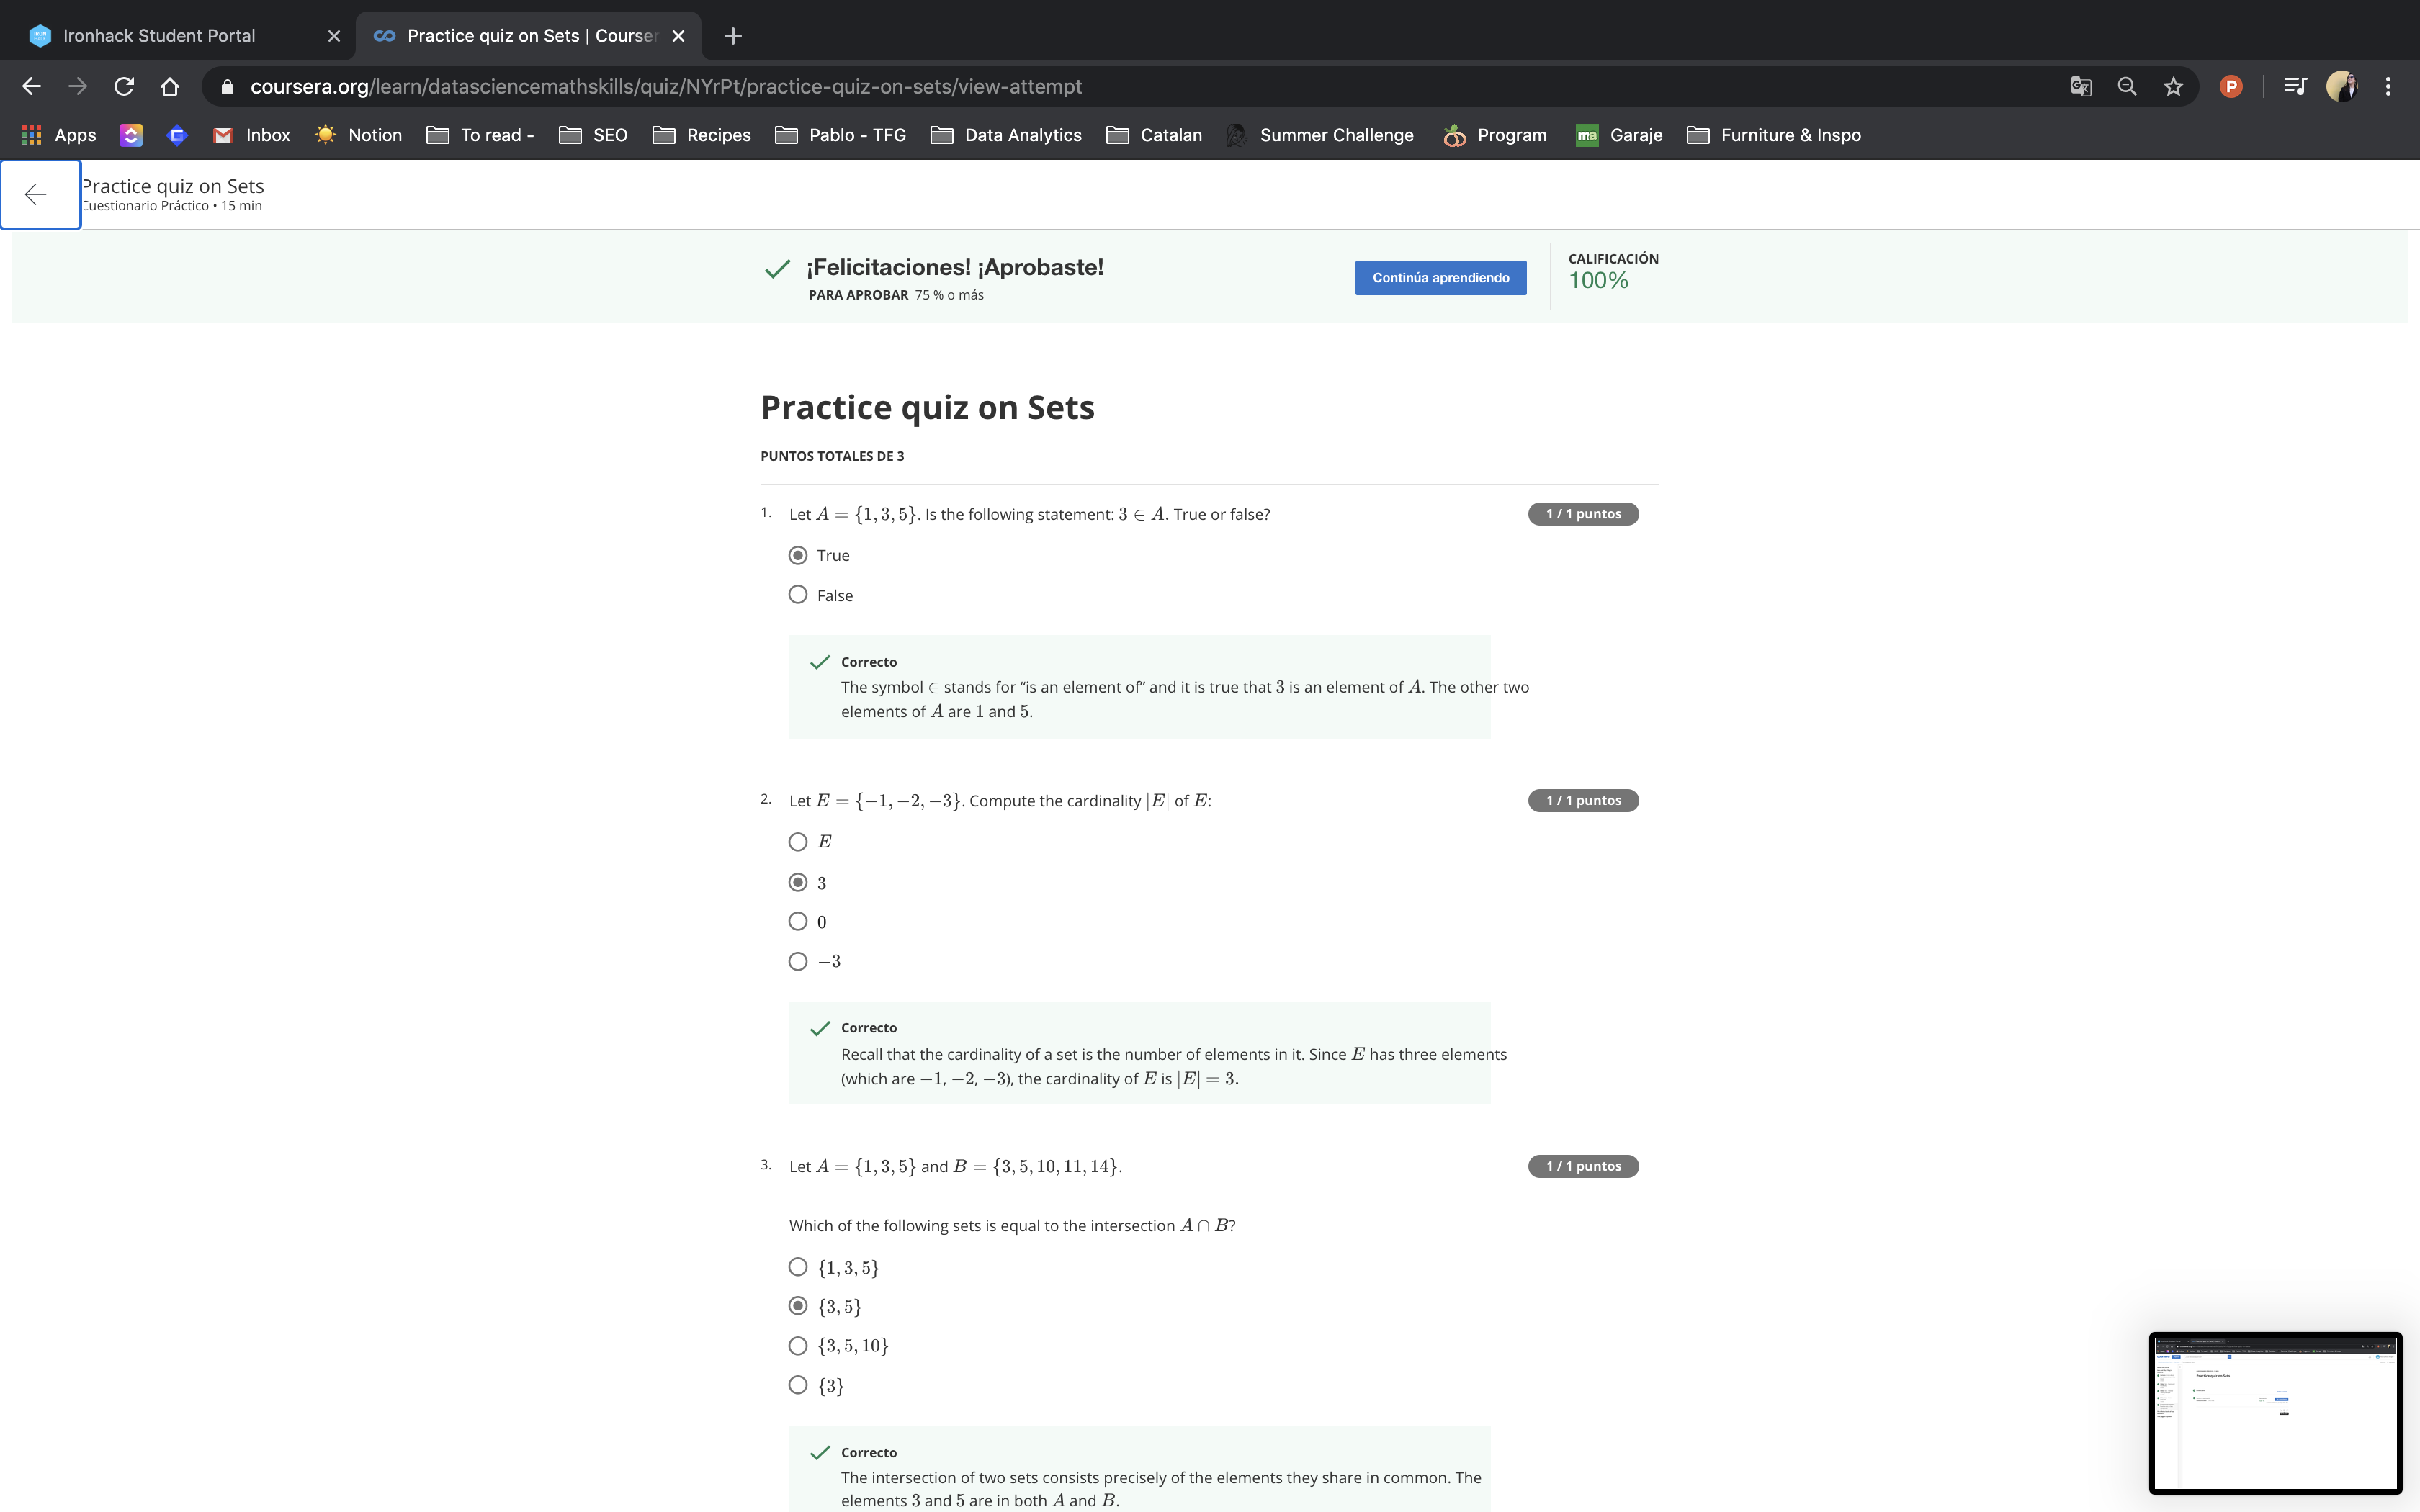 Ironhack Student Portal
Practice quiz on Sets | Courser
coursera.org/learn/datasciencemathskills/quiz/NYrPt/practice-quiz-on-sets/view-attempt
P
Apps
Inbox
Notion
To read -
SEO
Recipes
Pablo - TFG
Data Analytics
Catalan
Summer Challenge
Program
ma
Garaje
Furniture & Inspo
Practice quiz on Sets
Cuestionario Práctico • 15 min
¡Felicitaciones! ¡Aprobaste!
PARA APROBAR 75 % o más
Continúa aprendiendo
CALIFICACIÓN
100%
Practice quiz on Sets
PUNTOS TOTALES DE 3
1. Let A = {1, 3, 5}. Is the following statement: 3 ∈ A. True or false?
1 / 1 puntos
True
False
Correcto
The symbol ∈ stands for “is an element of” and it is true that 3 is an element of A. The other two
elements of A are 1 and 5.
2. Let E = {−1, −2, −3}. Compute the cardinality |E| of E:
1 / 1 puntos
E
3
0
−3
Correcto
Recall that the cardinality of a set is the number of elements in it. Since E has three elements
(which are −1, −2, −3), the cardinality of E is |E| = 3.
3. Let A = {1, 3, 5} and B = {3, 5, 10, 11, 14}.
1 / 1 puntos
Which of the following sets is equal to the intersection A ∩ B?
{1, 3, 5}
{3, 5}
{3, 5, 10}
{3}
Correcto
The intersection of two sets consists precisely of the elements they share in common. The
elements 3 and 5 are in both A and B.
Practice quiz on Sets